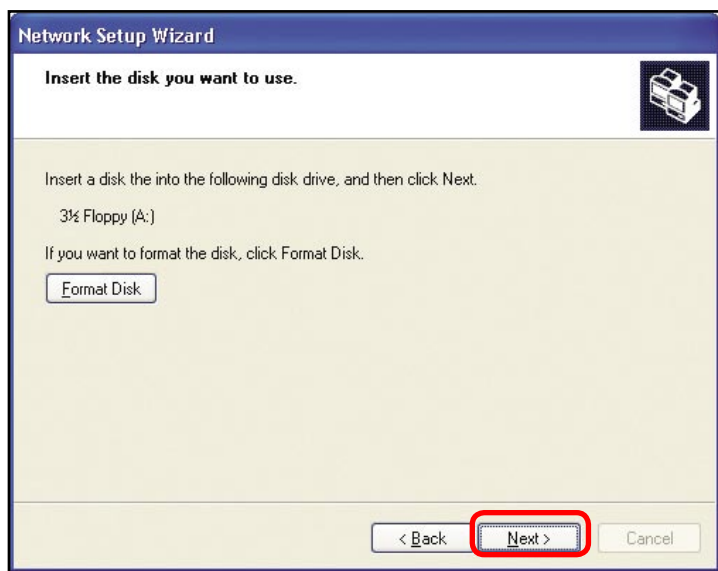 Network Setup Wizard
Insert the disk you want to use.
Insert a disk the into the following disk drive, and then click Next.
3½ Floppy (A:)
If you want to format the disk, click Format Disk.
Format Disk
< Back Next > Cancel